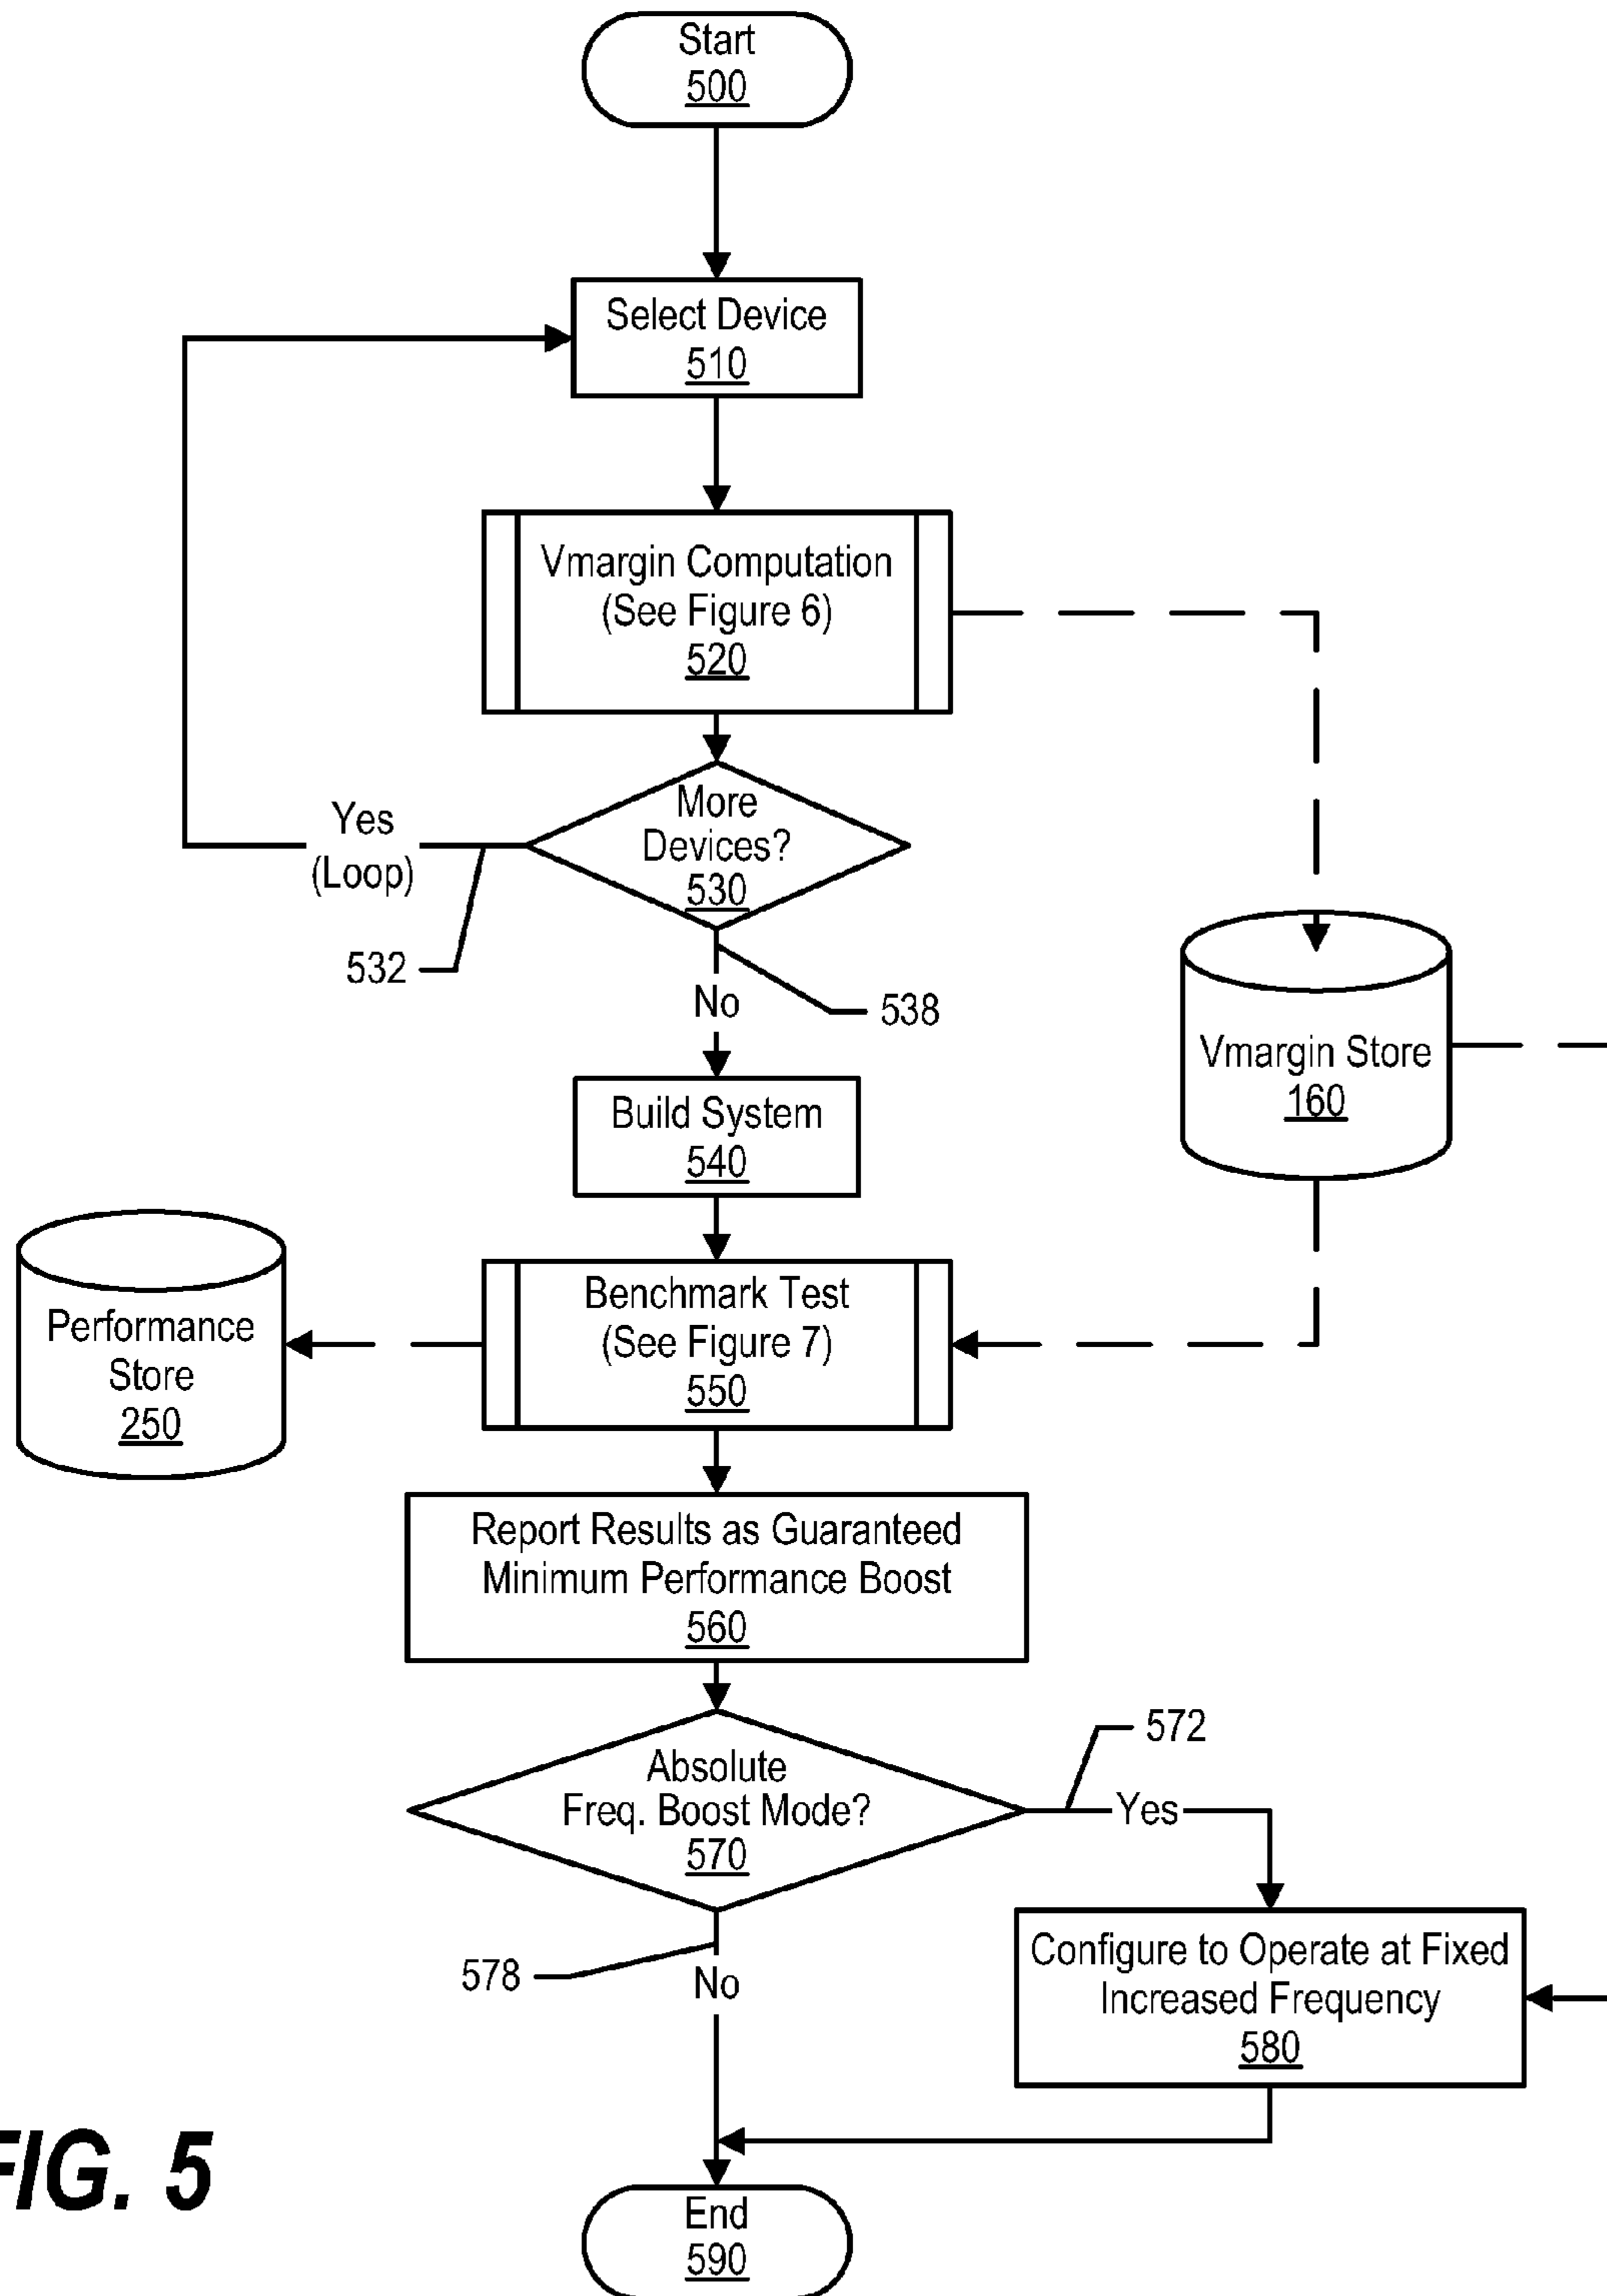 Start
500
Select Device
510
Vmargin Computation
(See Figure 6)
520
More
Devices?
530
Yes
(Loop)
532
No
538
Vmargin Store
160
Build System
540
Benchmark Test
(See Figure 7)
550
Performance
Store
250
Report Results as Guaranteed
Minimum Performance Boost
560
Absolute
Freq. Boost Mode?
570
572
Yes
578
No
Configure to Operate at Fixed
Increased Frequency
580
FIG. 5
End
590